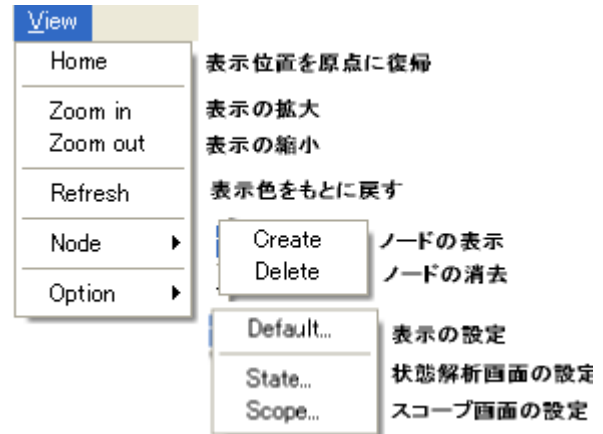 View
Home 表示位置を原点に復帰
Zoom in 表示の拡大
Zoom out 表示の縮小
Refresh 表示色をもとに戻す
Node Create ノードの表示
Delete ノードの消去
Option
Default... 表示の設定
State... 状態解析画面の設定
Scope... スコープ画面の設定